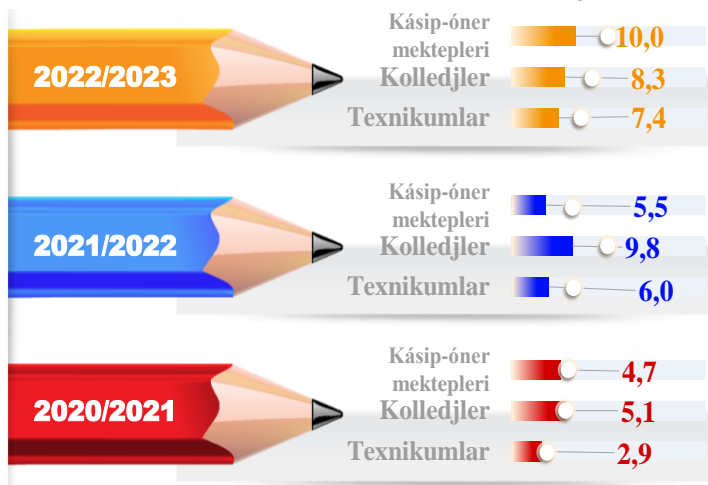 2022/2023
Kásip-óner
mektepleri
10,0
Kolledjler
8,3
Texnikumlar
7,4
2021/2022
Kásip-óner
mektepleri
5,5
Kolledjler
9,8
Texnikumlar
6,0
2020/2021
Kásip-óner
mektepleri
4,7
Kolledjler
5,1
Texnikumlar
2,9